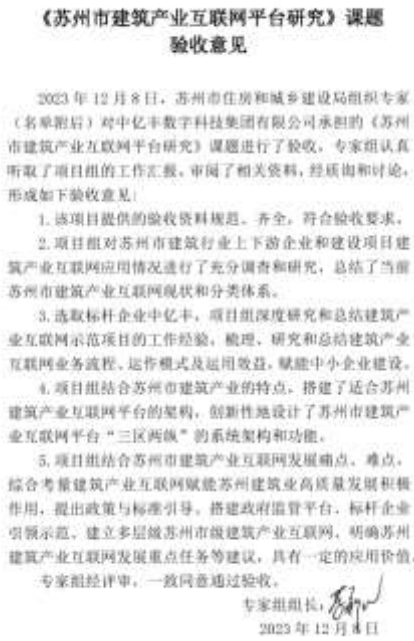 《苏州市建筑产业互联网平台研究》课题
验收意见
2023 年 12 月 8 日，苏州市住房和城乡建设局组织专家
（名单附后）对中亿丰数字科技集团有限公司承担的《苏州
市建筑产业互联网平台研究》课题进行了验收。专家组认真
听取了项目组的工作汇报，审阅了相关资料，经质询和讨论，
形成如下验收意见：
1. 该项目提供的验收资料规范、齐全，符合验收要求。
2. 项目组对苏州市建筑行业上下游企业和建设项目建
筑产业互联网应用情况进行了充分调查和研究，总结了当前
苏州市建筑产业互联网现状和分类体系。
3. 选取标杆企业中亿丰，项目组深度研究和总结建筑产
业互联网示范项目的工作经验，梳理、研究和总结建筑产业
互联网业务流程、运作模式及运用效益，赋能中小企业建设。
4. 项目组结合苏州市建筑产业的特点，搭建了适合苏州
建筑产业互联网平台的架构，创新性地设计了苏州市建筑产
业互联网平台“三区两纵”的系统架构和功能。
5. 项目组结合苏州市建筑产业互联网发展痛点、难点，
综合考量建筑产业互联网赋能苏州建筑业高质量发展积极
作用，提出政策与标准引导、搭建政府监管平台、标杆企业
引领示范、建立多层级苏州市级建筑产业互联网、明确苏州
建筑产业互联网发展重点任务等建议，具有一定的应用价值。
专家组经评审，一致同意通过验收。
专家组组长：
2023 年 12 月 8 日